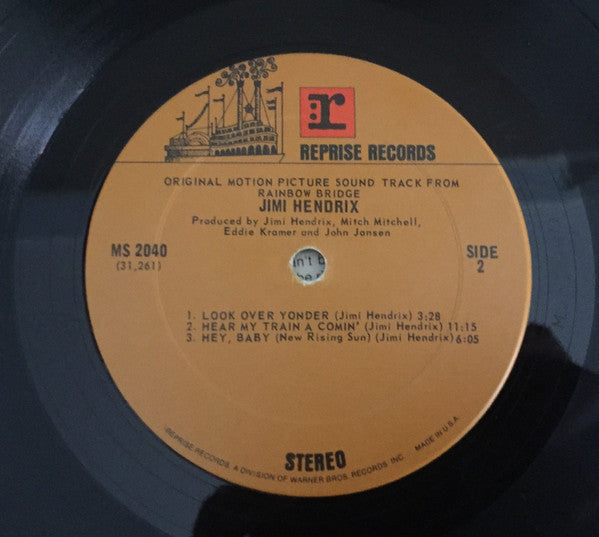 :r
REPRISE RECORDS
ORIGINAL MOTION PICTURE SOUND TRACK FROM
RAINBOW BRIDGE
JIMI HENDRIX
Produced by Jimi Hendrix, Mitch Mitchell,
Eddie Kramer and John Jansen
MS 2040
(31,261)
SIDE
2
1. LOOK OVER YONDER (Jimi Hendrix) 3:28
2. HEAR MY TRAIN A COMIN' (Jimi Hendrix) 11:15
3. HEY, BABY (New Rising Sun) (Jimi Hendrix) 6:05
STEREO
REPRISE RECORDS, A DIVISION OF WARNER BROS. RECORDS, INC. MADE IN U.S.A.